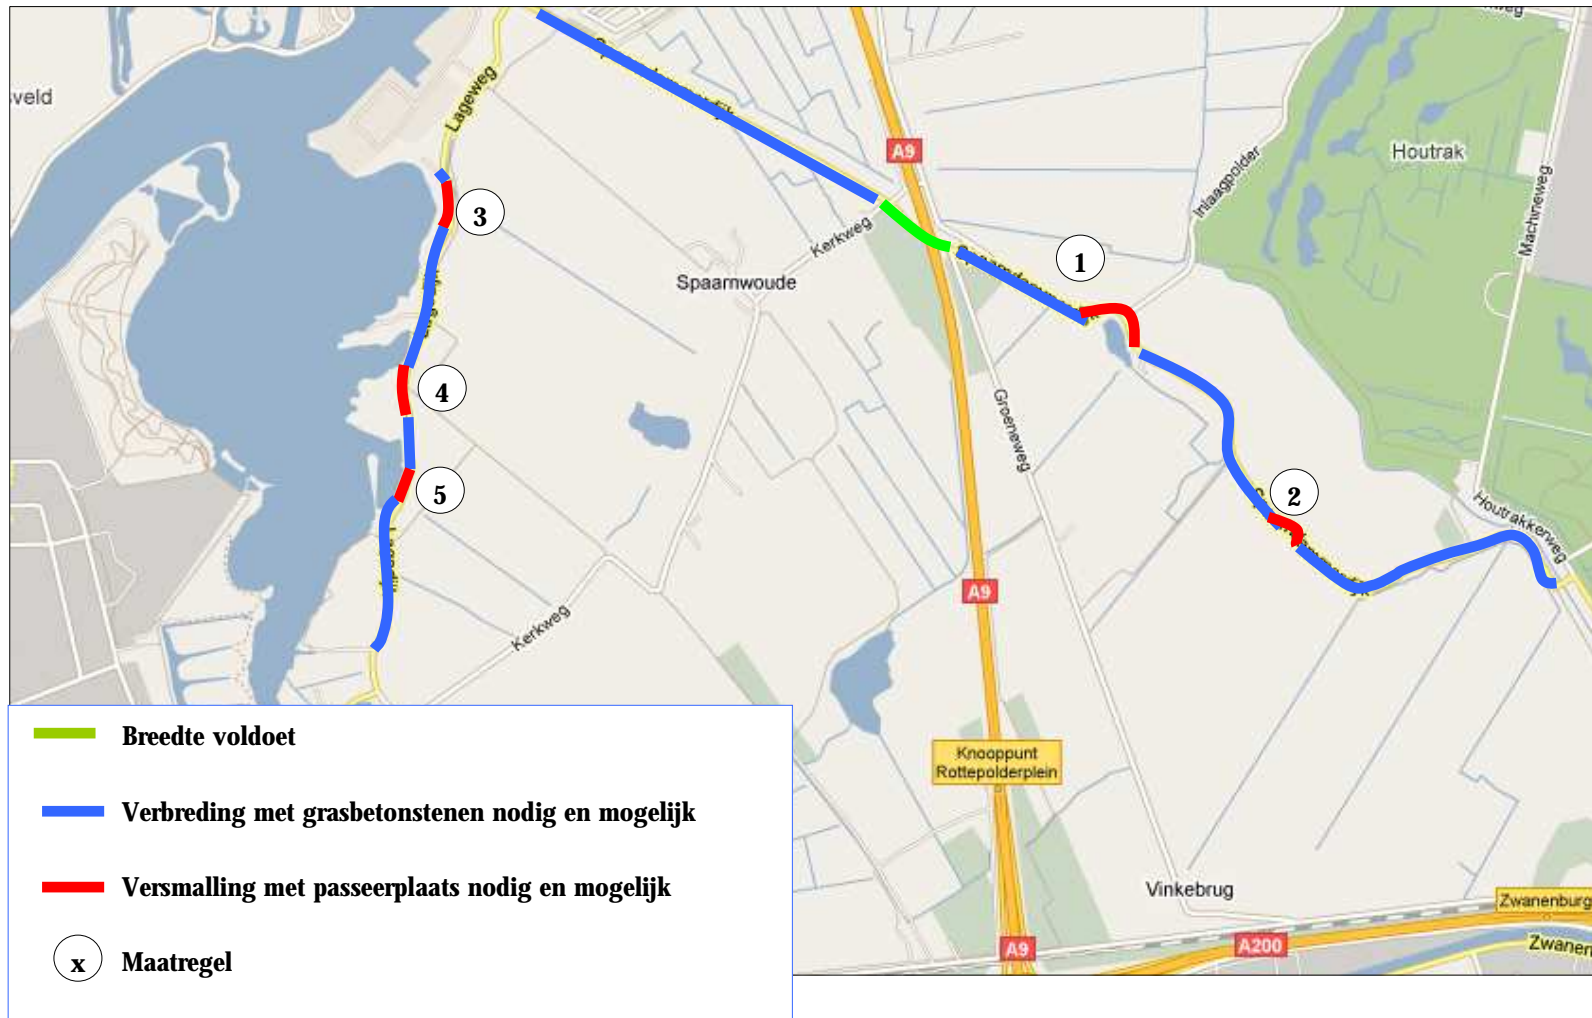 weg
sveld
Lageweg
A9
Houtrak
Inlaagpolder
Machineweg
3
Kerkweg
1
Spaarnwoude
4
Groeneweg
5
2
Houtrakkerweg
A9
Kerkweg
Breedte voldoet
Knooppunt
Rottepolderplein
Verbreding met grasbetonstenen nodig en mogelijk
Versmalling met passeerplaats nodig en mogelijk
Vinkebrug
Zwanenburg
x Maatregel
A9
A200
Zwanen